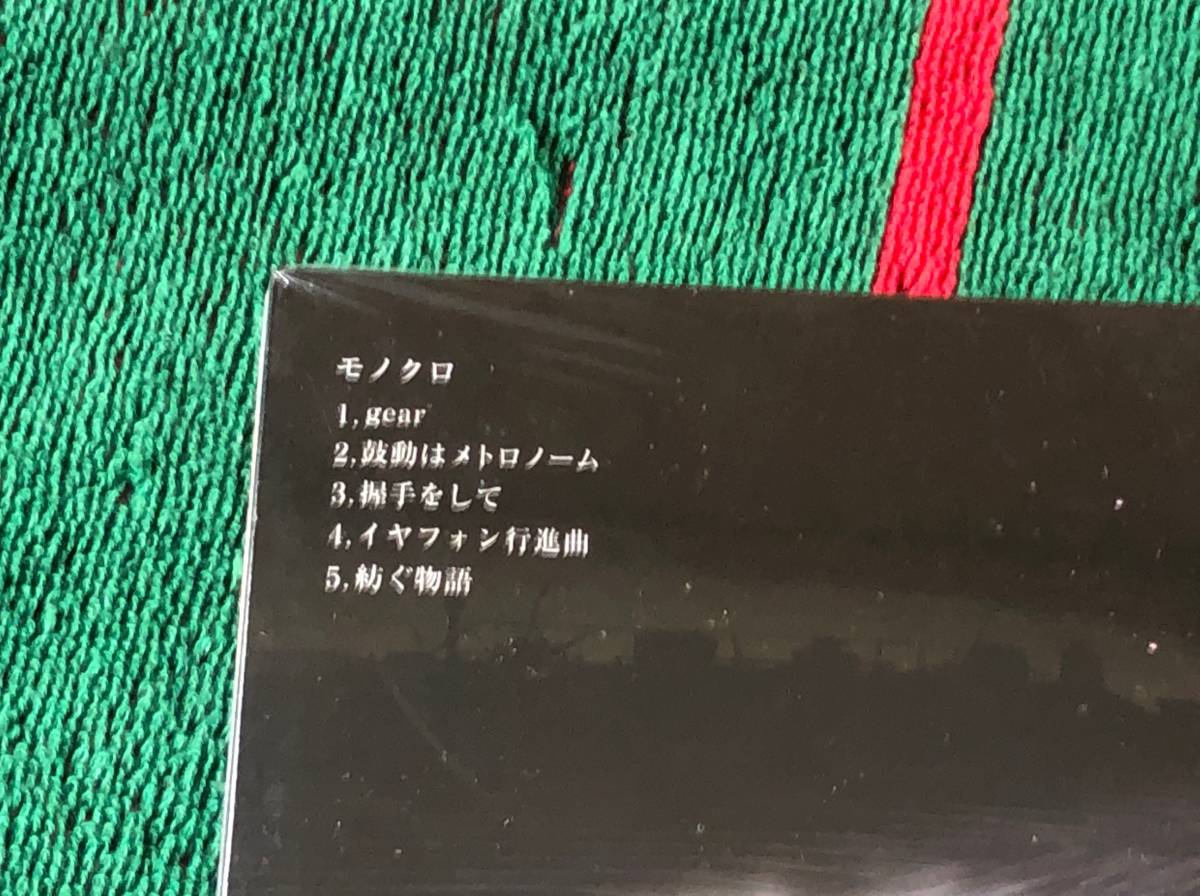 モノクロ
1,gear
2,鼓動はメトロノーム
3,握手をして
4,イヤフォン行進曲
5,紡ぐ物語